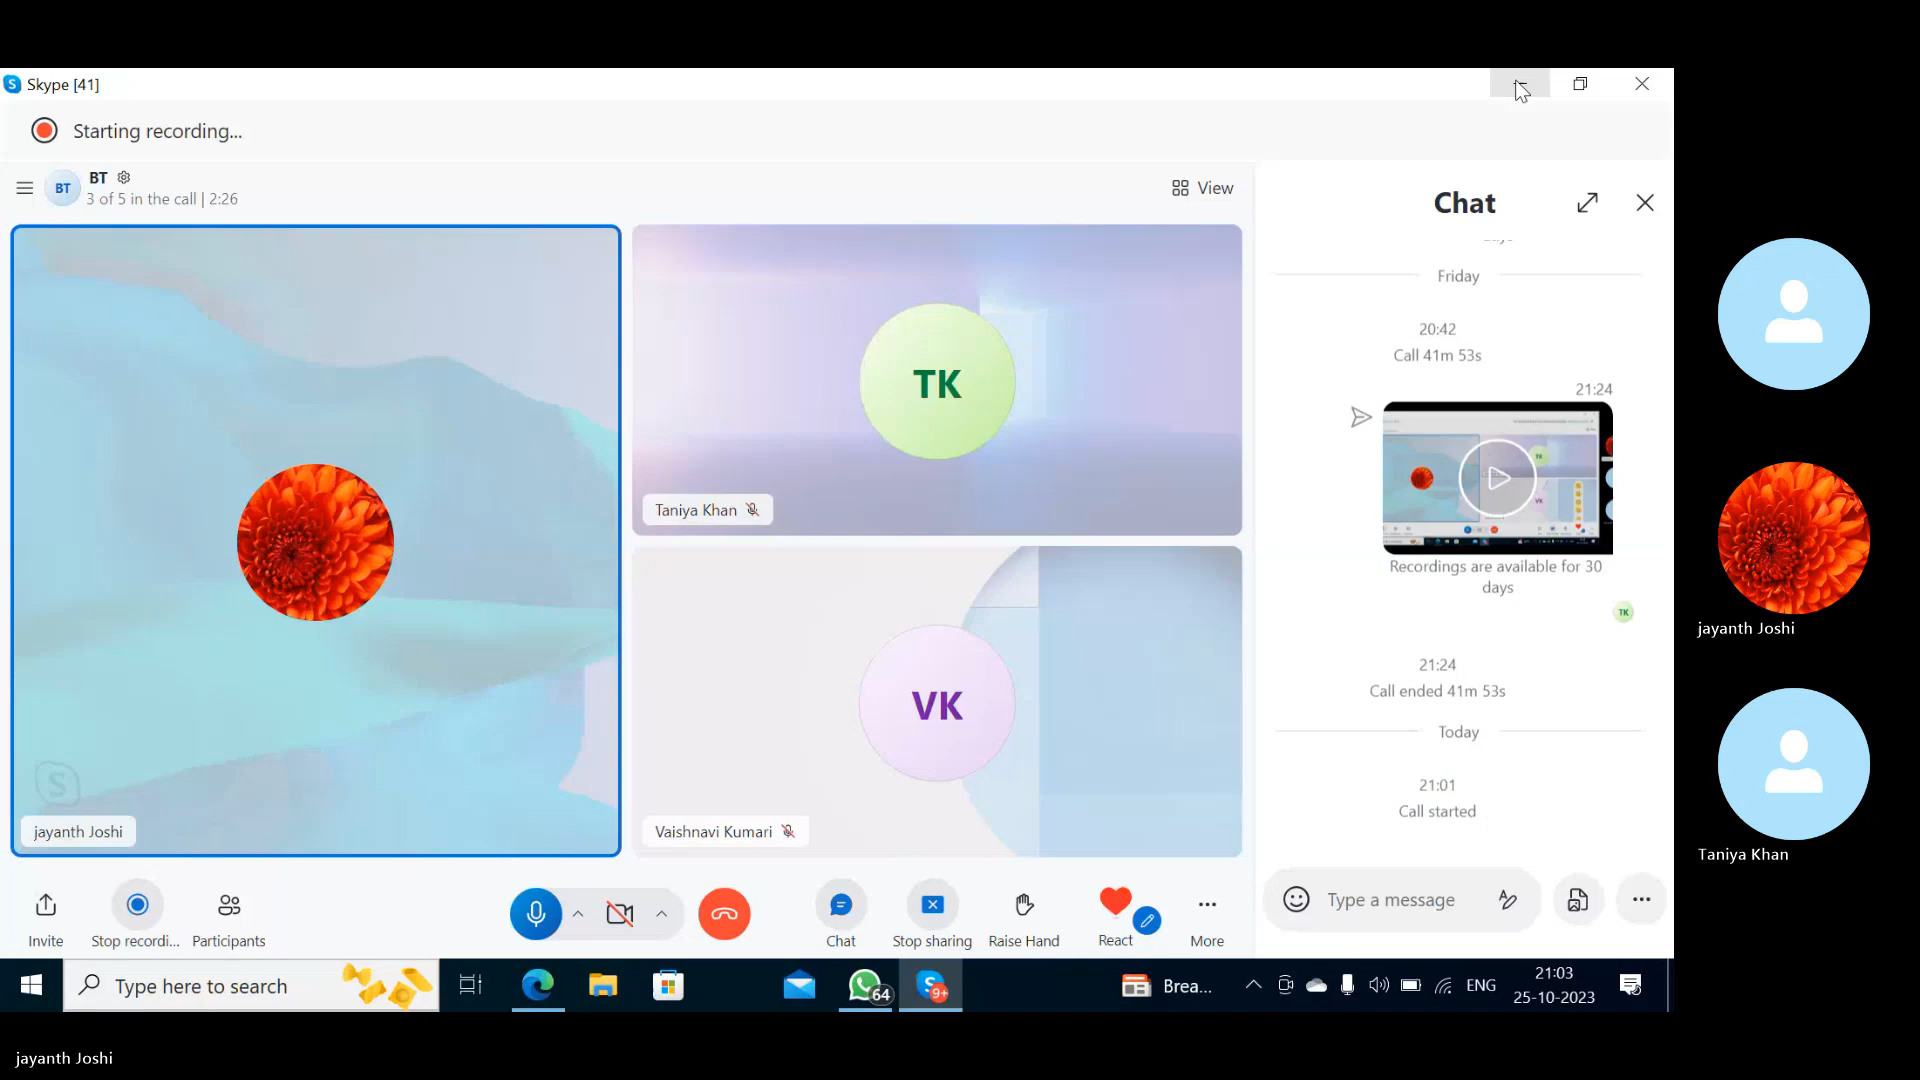 Skype [41]
Starting recording...
BT
BT
3 of 5 in the call | 2:26
View
TK
Taniya Khan
VK
Vaishnavi Kumari
jayanth Joshi
Chat
Friday
20:42
Call 41m 53s
21:24
Recordings are available for 30
days
TK
21:24
Call ended 41m 53s
Today
21:01
Call started
Type a message
Invite
Stop recordi...
Participants
Chat
Stop sharing
Raise Hand
React
More
Type here to search
64
9+
Brea...
ENG
21:03
25-10-2023
jayanth Joshi
Taniya Khan
jayanth Joshi